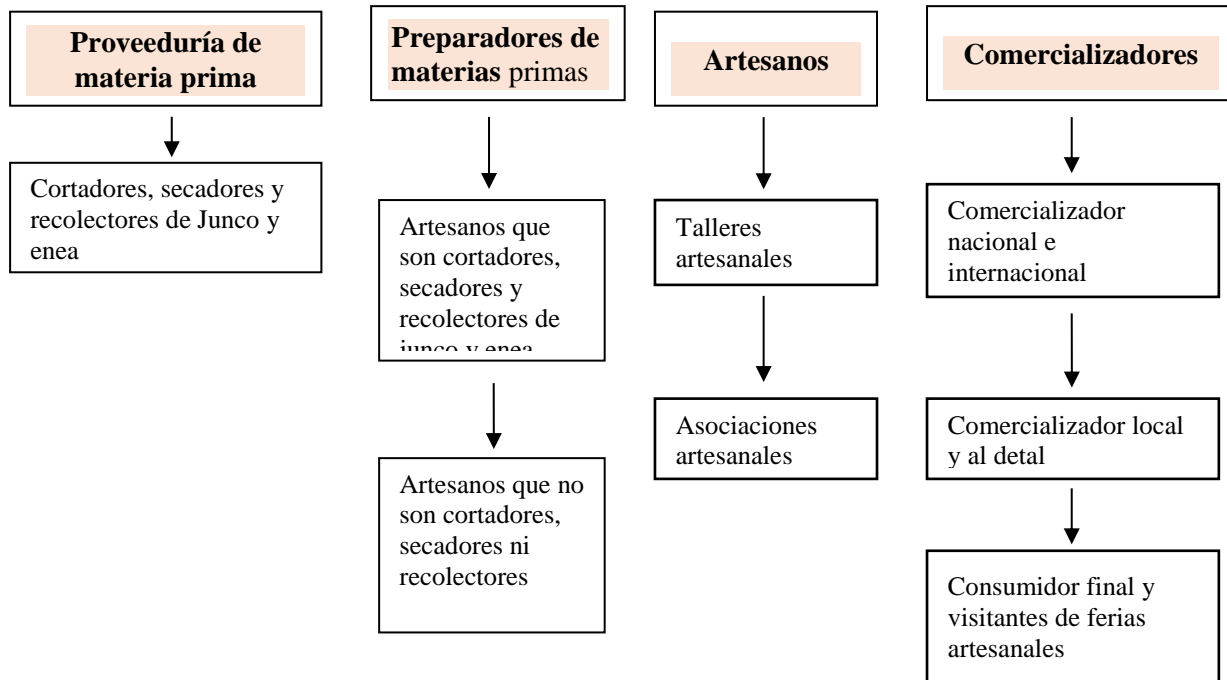 Proveeduría de
materia prima
Cortadores, secadores y
recolectores de Junco y
enea
Preparadores de
materias primas
Artesanos que
son cortadores,
secadores y
recolectores de
junco y enea
Artesanos que no
son cortadores,
secadores ni
recolectores
Artesanos
Talleres
artesanales
Asociaciones
artesanales
Comercializadores
Comercializador
nacional e
internacional
Comercializador local
y al detal
Consumidor final y
visitantes de ferias
artesanales